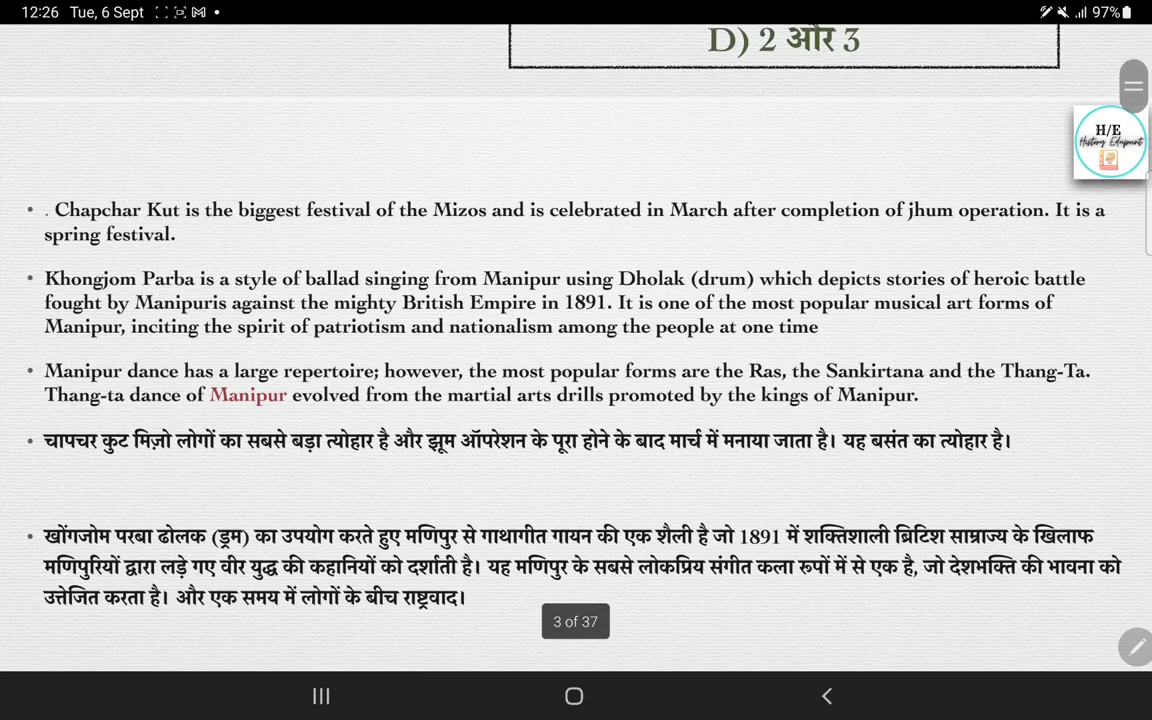 12:26 Tue, 6 Sept
97%
D) 2 और 3
H/E
History Edupoint
• . Chapchar Kut is the biggest festival of the Mizos and is celebrated in March after completion of jhum operation. It is a
spring festival.
• Khongjom Parba is a style of ballad singing from Manipur using Dholak (drum) which depicts stories of heroic battle
fought by Manipuris against the mighty British Empire in 1891. It is one of the most popular musical art forms of
Manipur, inciting the spirit of patriotism and nationalism among the people at one time
• Manipur dance has a large repertoire; however, the most popular forms are the Ras, the Sankirtana and the Thang-Ta.
Thang-ta dance of Manipur evolved from the martial arts drills promoted by the kings of Manipur.
• चापचर कुट मिज़ो लोगों का सबसे बड़ा त्योहार है और झूम ऑपरेशन के पूरा होने के बाद मार्च में मनाया जाता है। यह बसंत का त्योहार है।
• खोंगजोम परबा ढोलक (ड्रम) का उपयोग करते हुए मणिपुर से गाथागीत गायन की एक शैली है जो 1891 में शक्तिशाली ब्रिटिश साम्राज्य के खिलाफ
मणिपुरियों द्वारा लड़े गए वीर युद्ध की कहानियों को दर्शाती है। यह मणिपुर के सबसे लोकप्रिय संगीत कला रूपों में से एक है, जो देशभक्ति की भावना को
उत्तेजित करता है। और एक समय में लोगों के बीच राष्ट्रवाद।
3 of 37